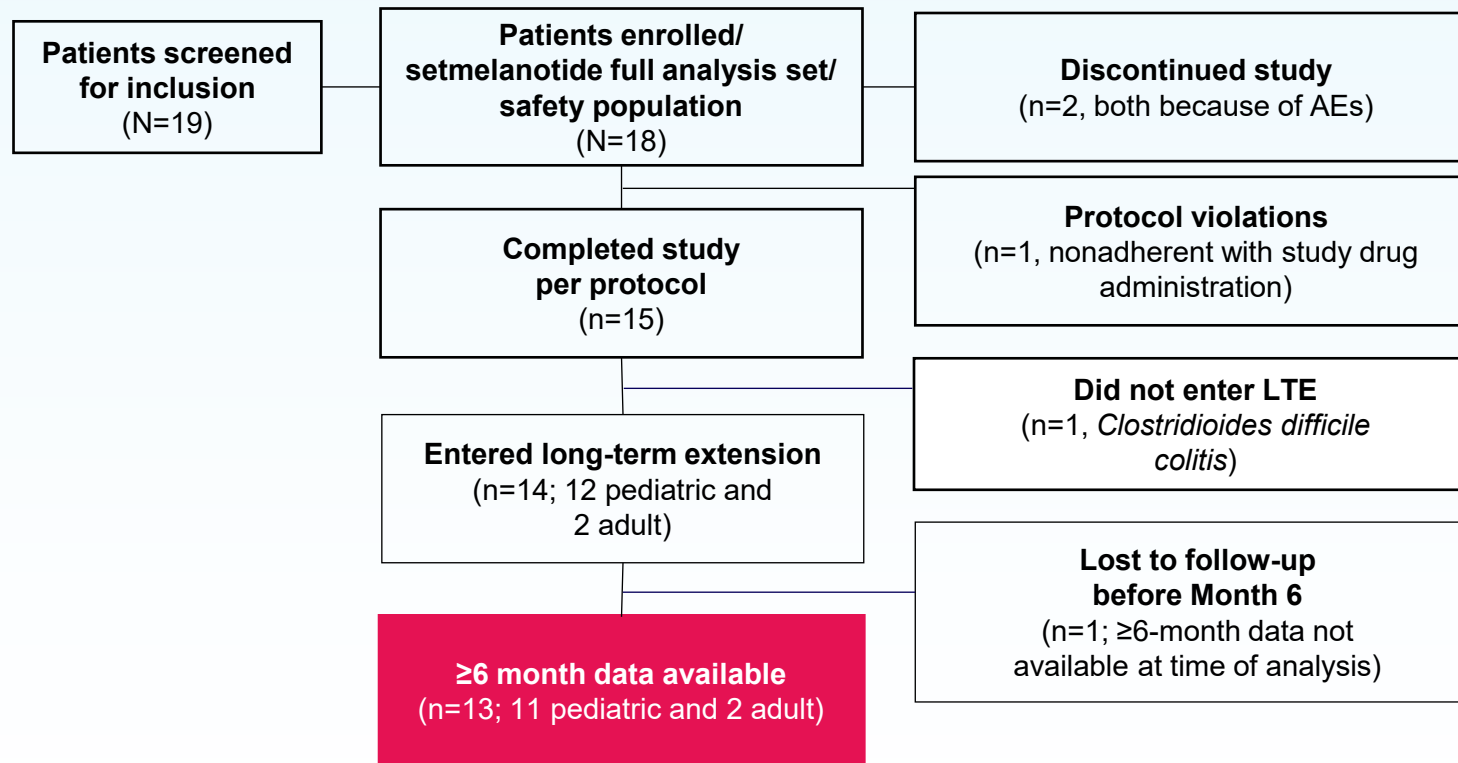 Patients screened
for inclusion
(N=19)
Patients enrolled/
setmelanotide full analysis set/
safety population
(N=18)
Discontinued study
(n=2, both because of AEs)
Protocol violations
(n=1, nonadherent with study drug
administration)
Completed study
per protocol
(n=15)
Did not enter LTE
(n=1, Clostridioides difficile
colitis)
Entered long-term extension
(n=14; 12 pediatric and
2 adult)
Lost to follow-up
before Month 6
(n=1; ≥6-month data not
available at time of analysis)
≥6 month data available
(n=13; 11 pediatric and 2 adult)